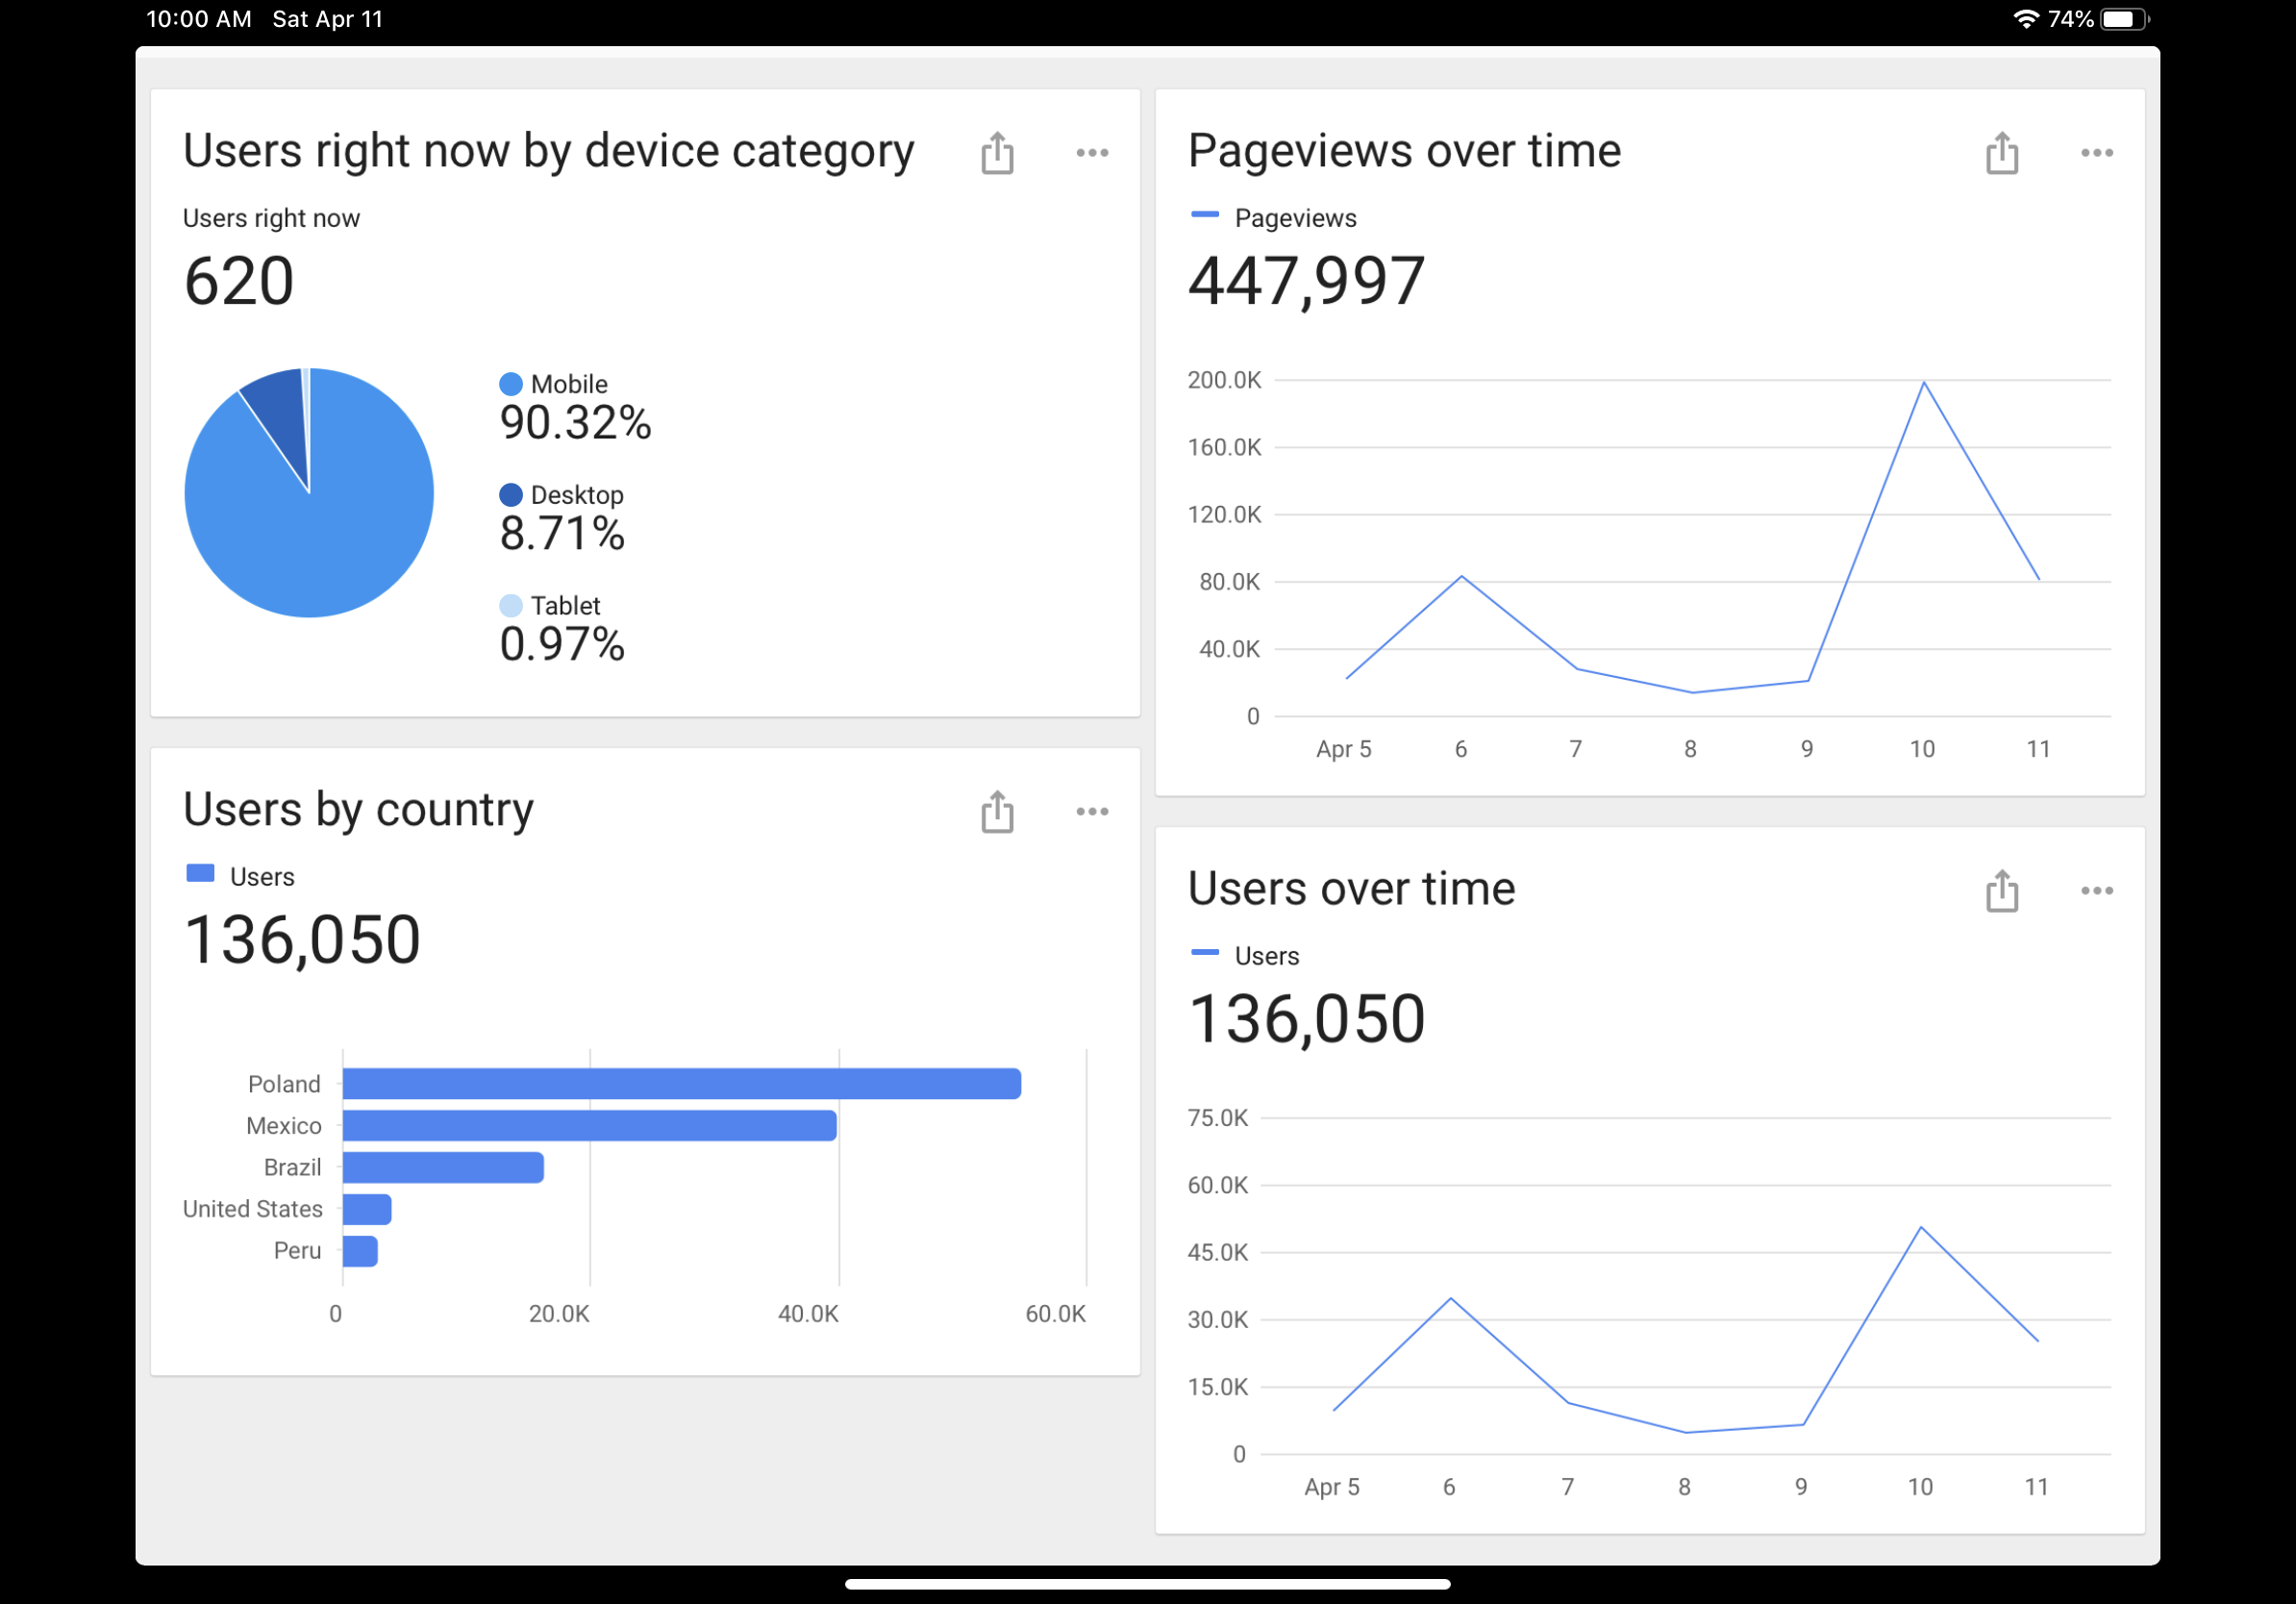 10:00 AM Sat Apr 11
74%
Users right now by device category
Users right now
620
Mobile
90.32%
Desktop
8.71%
Tablet
0.97%
Pageviews over time
Pageviews
447,997
200.0K
160.0K
120.0K
80.0K
40.0K
0
Apr 5 6 7 8 9 10 11
Users by country
Users
136,050
Poland
Mexico
Brazil
United States
Peru
0 20.0K 40.0K 60.0K
Users over time
Users
136,050
75.0K
60.0K
45.0K
30.0K
15.0K
0
Apr 5 6 7 8 9 10 11